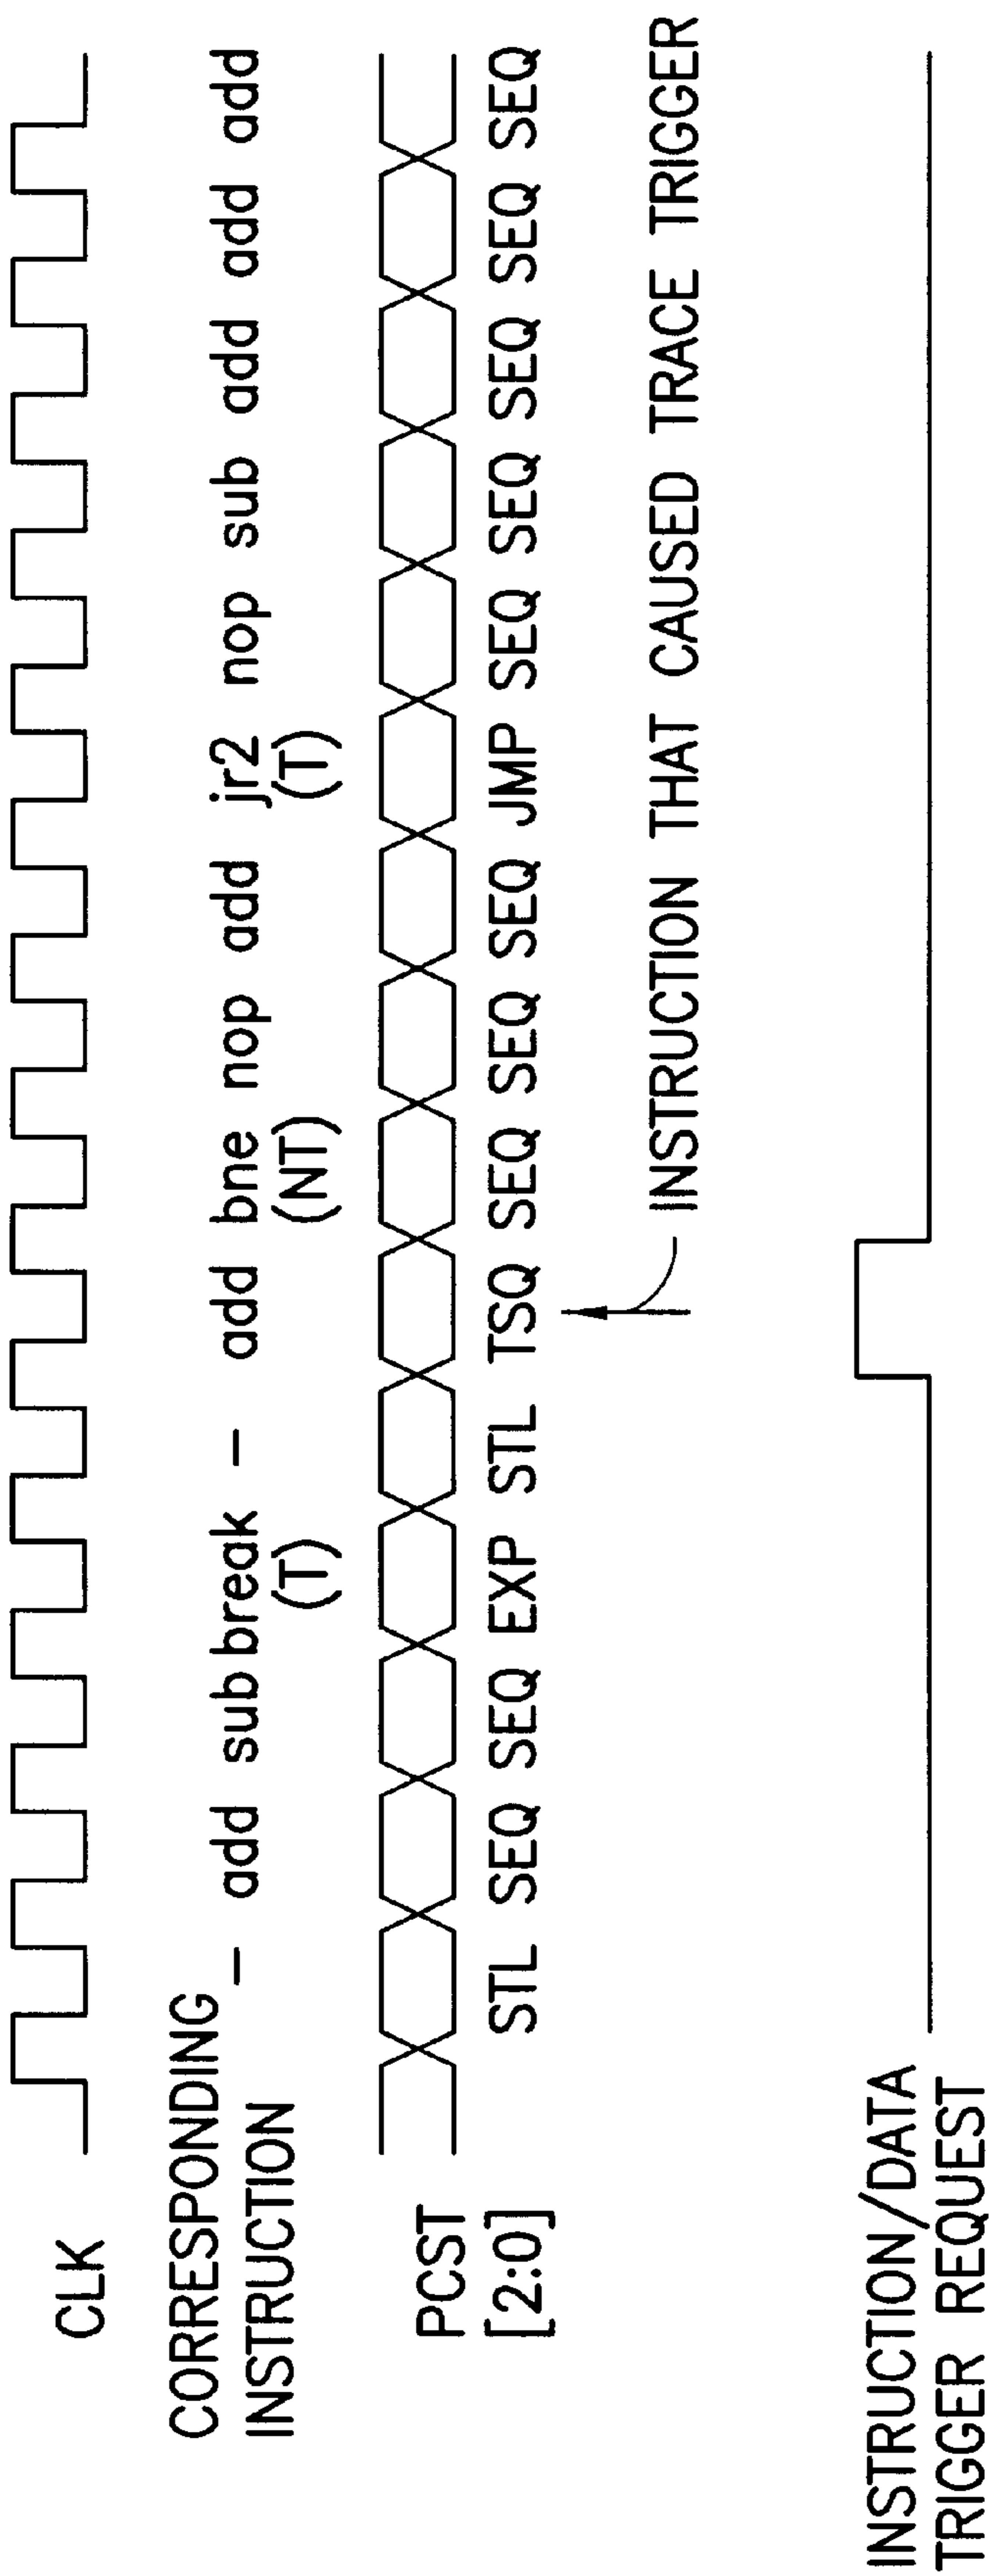 CLK
CORRESPONDING
INSTRUCTION
– add sub break – add bne nop add jr2 nop sub add add add
(T) (NT) (T)
PCST
[2:0]
STL SEQ SEQ EXP STL TSQ SEQ SEQ SEQ JMP SEQ SEQ SEQ SEQ SEQ
INSTRUCTION THAT CAUSED TRACE TRIGGER
INSTRUCTION/DATA
TRIGGER REQUEST